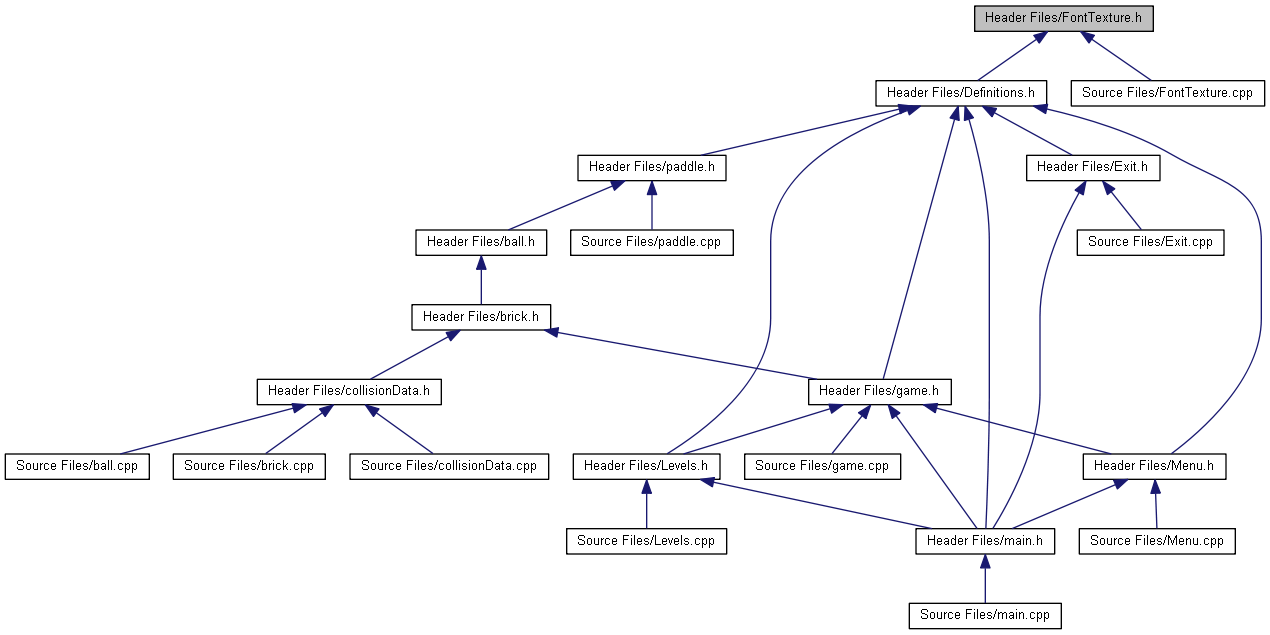 Header Files/FontTexture.h
Header Files/Definitions.h
Source Files/FontTexture.cpp
Header Files/paddle.h
Header Files/Exit.h
Header Files/ball.h
Source Files/paddle.cpp
Source Files/Exit.cpp
Header Files/brick.h
Header Files/collisionData.h
Header Files/game.h
Source Files/ball.cpp
Source Files/brick.cpp
Source Files/collisionData.cpp
Header Files/Levels.h
Source Files/game.cpp
Header Files/Menu.h
Source Files/Levels.cpp
Header Files/main.h
Source Files/Menu.cpp
Source Files/main.cpp